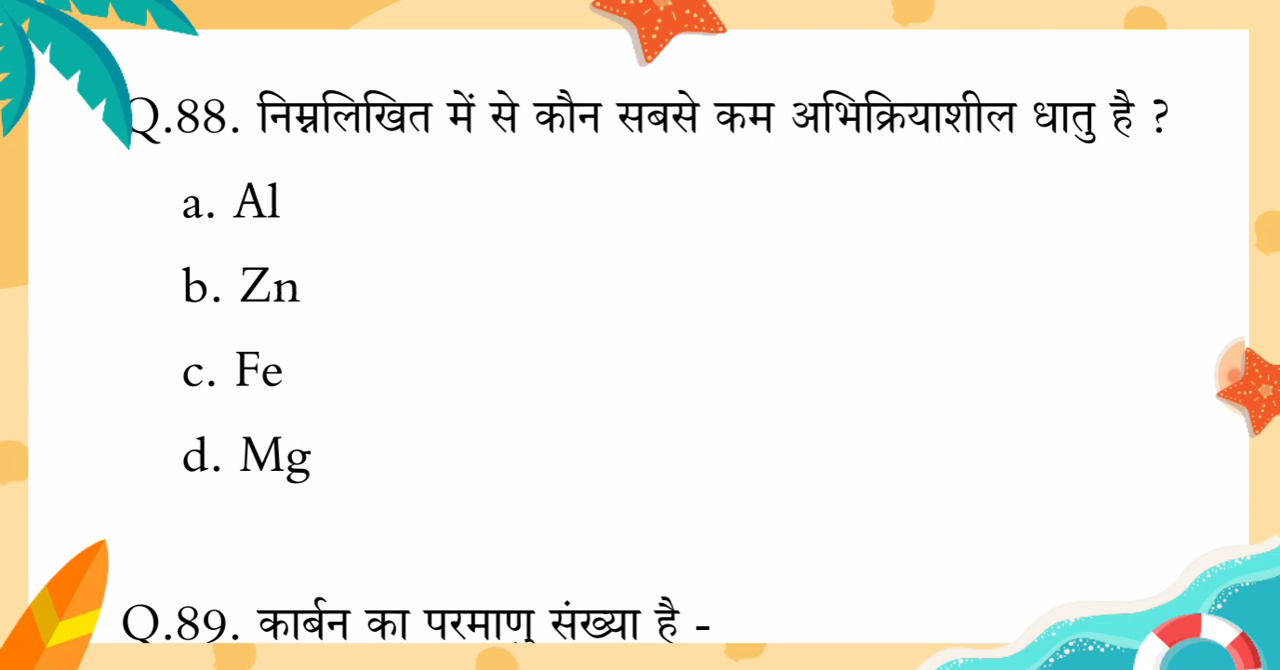 Q.88. निम्नलिखित में से कौन सबसे कम अभिक्रियाशील धातु है ?
a. Al
b. Zn
c. Fe
d. Mg
Q.89. कार्बन का परमाणु संख्या है -